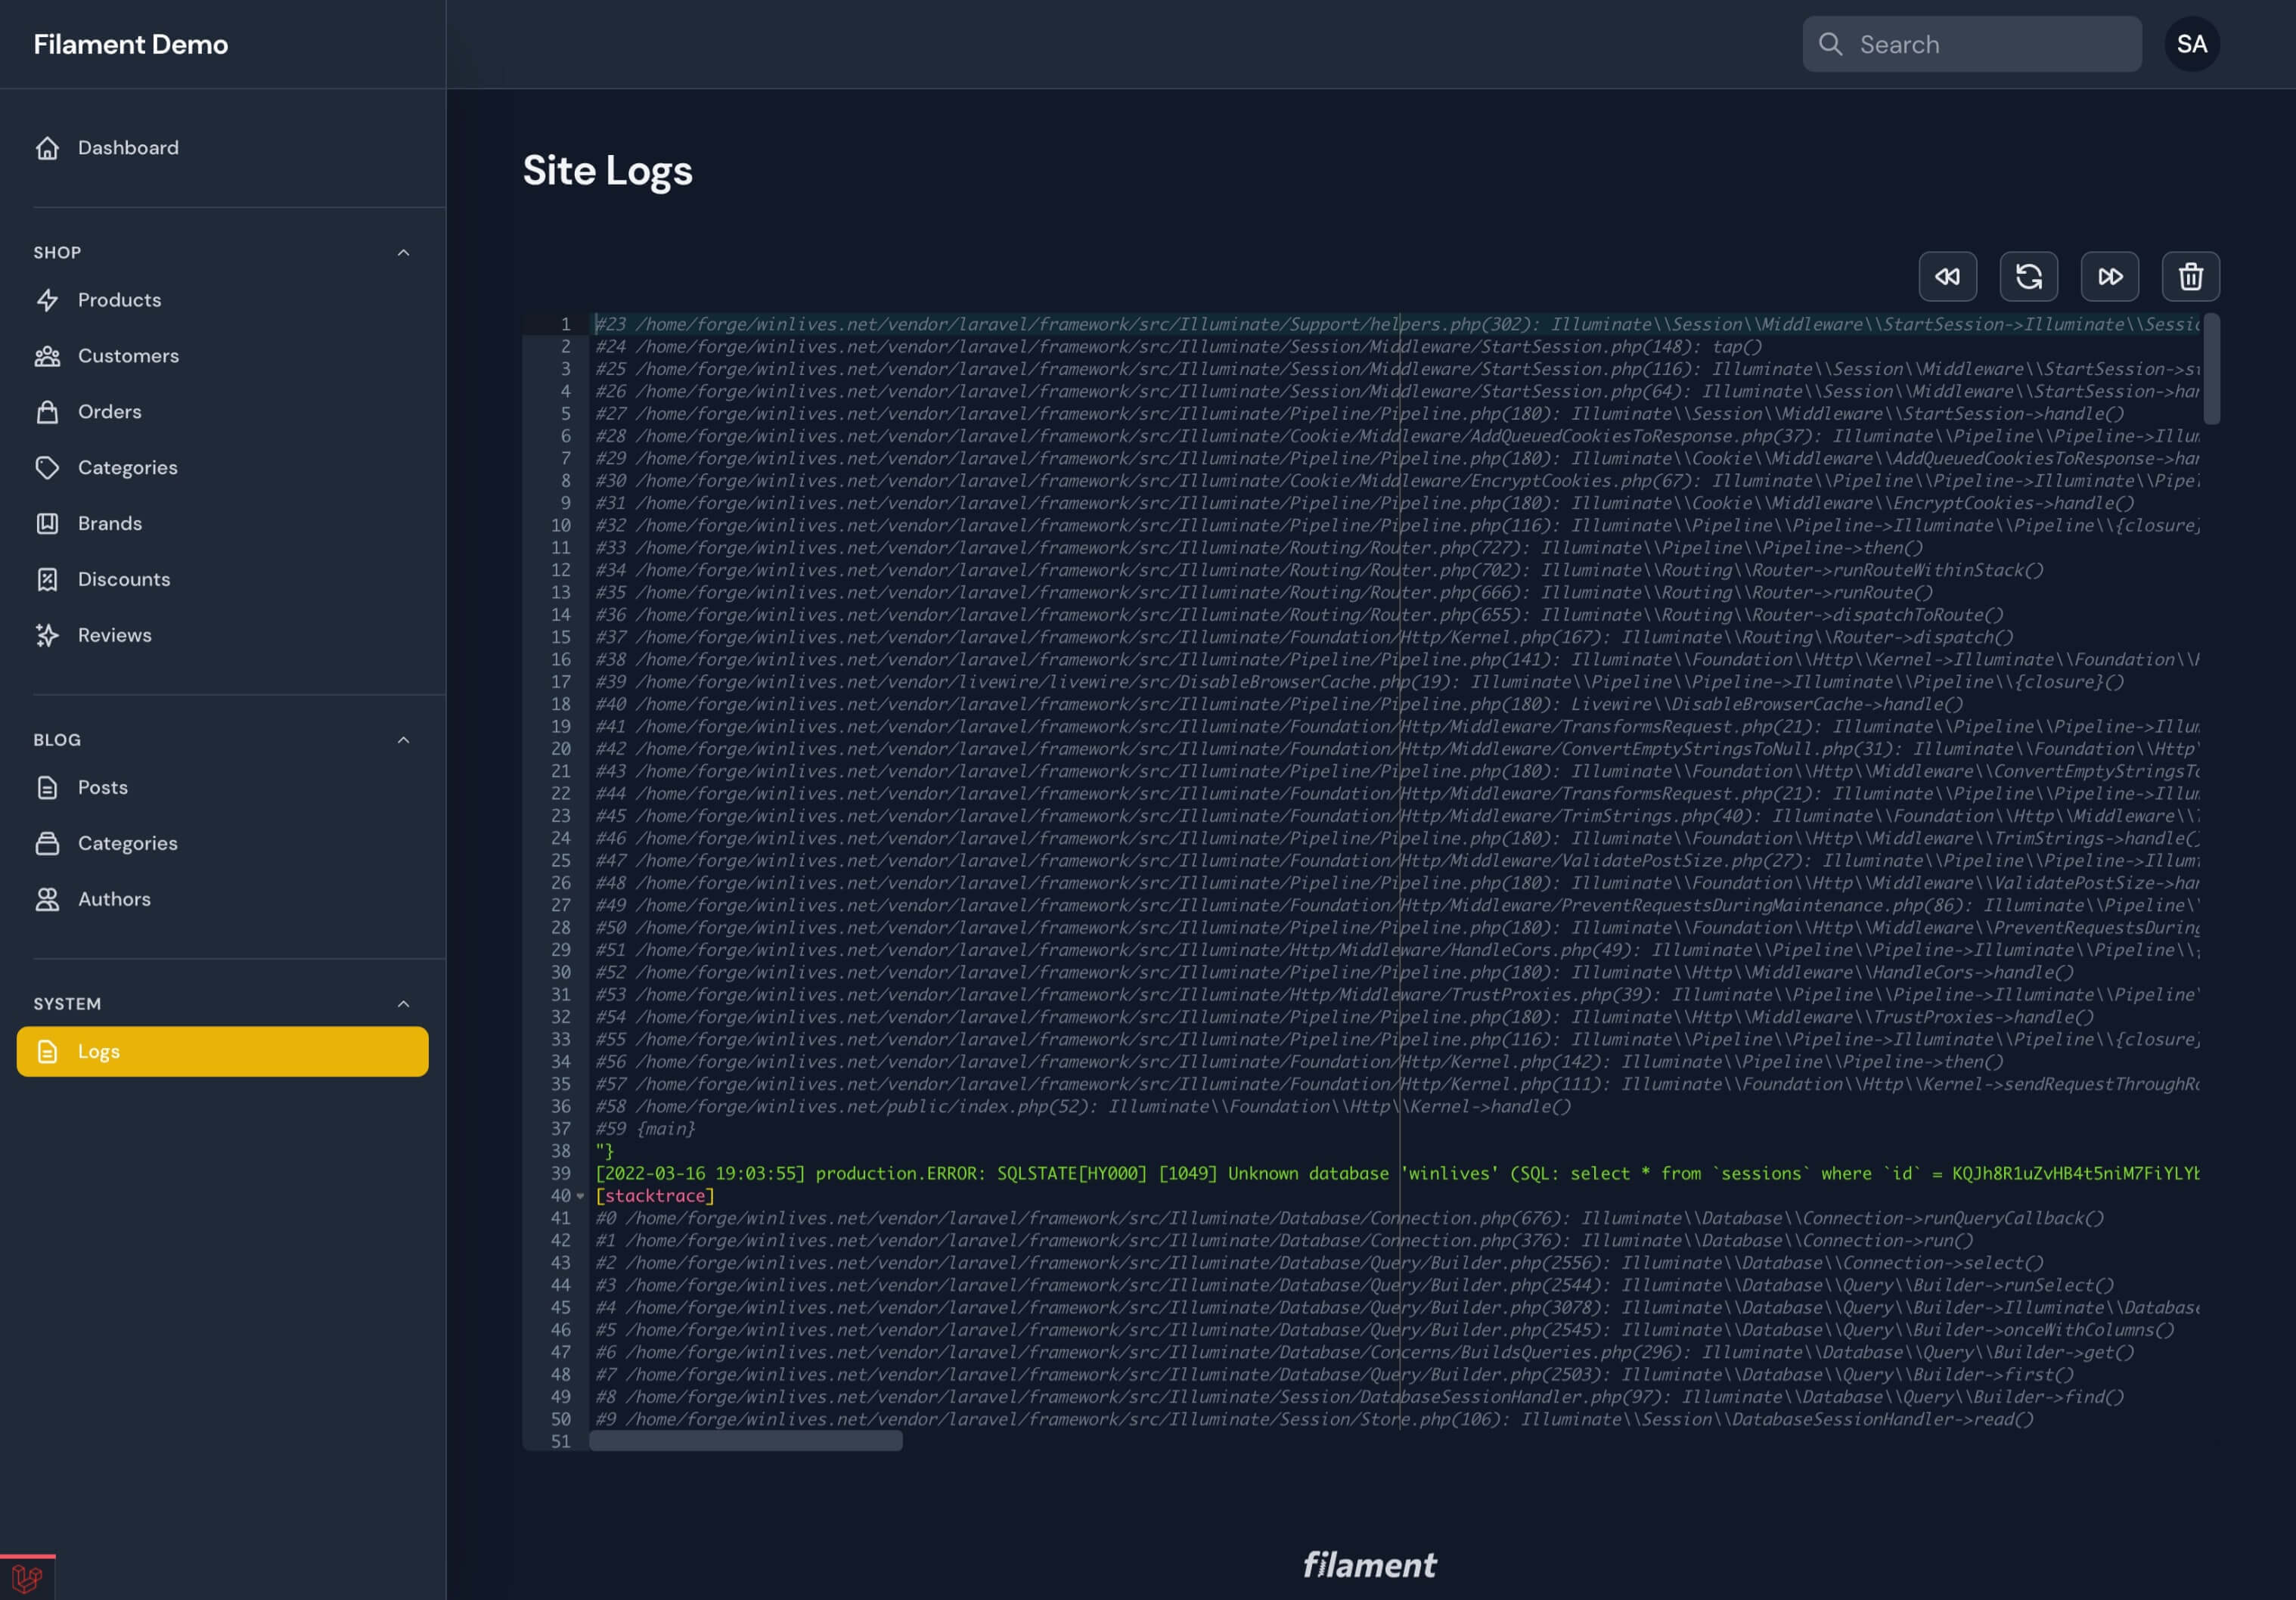 Filament Demo
Search
SA
Dashboard
SHOP
Products
Customers
Orders
Categories
Brands
Discounts
Reviews
BLOG
Posts
Categories
Authors
SYSTEM
Logs
Site Logs
1 #23 /home/forge/winlives.net/vendor/laravel/framework/src/Illuminate/Support/helpers.php(302): Illuminate\\Session\\Middleware\\StartSession->Illuminate\\Sessi
2 #24 /home/forge/winlives.net/vendor/laravel/framework/src/Illuminate/Session/Middleware/StartSession.php(148): tap()
3 #25 /home/forge/winlives.net/vendor/laravel/framework/src/Illuminate/Session/Middleware/StartSession.php(116): Illuminate\\Session\\Middleware\\StartSession->s
4 #26 /home/forge/winlives.net/vendor/laravel/framework/src/Illuminate/Session/Middleware/StartSession.php(64): Illuminate\\Session\\Middleware\\StartSession->han
5 #27 /home/forge/winlives.net/vendor/laravel/framework/src/Illuminate/Pipeline/Pipeline.php(180): Illuminate\\Session\\Middleware\\StartSession->handle()
6 #28 /home/forge/winlives.net/vendor/laravel/framework/src/Illuminate/Cookie/Middleware/AddQueuedCookiesToResponse.php(37): Illuminate\\Pipeline\\Pipeline->Illum
7 #29 /home/forge/winlives.net/vendor/laravel/framework/src/Illuminate/Pipeline/Pipeline.php(180): Illuminate\\Cookie\\Middleware\\AddQueuedCookiesToResponse->han
8 #30 /home/forge/winlives.net/vendor/laravel/framework/src/Illuminate/Cookie/Middleware/EncryptCookies.php(67): Illuminate\\Pipeline\\Pipeline->Illuminate\\Pipe
9 #31 /home/forge/winlives.net/vendor/laravel/framework/src/Illuminate/Pipeline/Pipeline.php(180): Illuminate\\Cookie\\Middleware\\EncryptCookies->handle()
10 #32 /home/forge/winlives.net/vendor/laravel/framework/src/Illuminate/Pipeline/Pipeline.php(116): Illuminate\\Pipeline\\Pipeline->Illuminate\\Pipeline\\{closure}
11 #33 /home/forge/winlives.net/vendor/laravel/framework/src/Illuminate/Routing/Router.php(727): Illuminate\\Pipeline\\Pipeline->then()
12 #34 /home/forge/winlives.net/vendor/laravel/framework/src/Illuminate/Routing/Router.php(702): Illuminate\\Routing\\Router->runRouteWithinStack()
13 #35 /home/forge/winlives.net/vendor/laravel/framework/src/Illuminate/Routing/Router.php(666): Illuminate\\Routing\\Router->runRoute()
14 #36 /home/forge/winlives.net/vendor/laravel/framework/src/Illuminate/Routing/Router.php(655): Illuminate\\Routing\\Router->dispatchToRoute()
15 #37 /home/forge/winlives.net/vendor/laravel/framework/src/Illuminate/Foundation/Http/Kernel.php(167): Illuminate\\Routing\\Router->dispatch()
16 #38 /home/forge/winlives.net/vendor/laravel/framework/src/Illuminate/Pipeline/Pipeline.php(141): Illuminate\\Foundation\\Http\\Kernel->Illuminate\\Foundation\\
17 #39 /home/forge/winlives.net/vendor/livewire/livewire/src/DisableBrowserCache.php(19): Illuminate\\Pipeline\\Pipeline->Illuminate\\Pipeline\\{closure}()
18 #40 /home/forge/winlives.net/vendor/laravel/framework/src/Illuminate/Pipeline/Pipeline.php(180): Livewire\\DisableBrowserCache->handle()
19 #41 /home/forge/winlives.net/vendor/laravel/framework/src/Illuminate/Foundation/Http/Middleware/TransformsRequest.php(21): Illuminate\\Pipeline\\Pipeline->Illum
20 #42 /home/forge/winlives.net/vendor/laravel/framework/src/Illuminate/Foundation/Http/Middleware/ConvertEmptyStringsToNull.php(31): Illuminate\\Foundation\\Http\
21 #43 /home/forge/winlives.net/vendor/laravel/framework/src/Illuminate/Pipeline/Pipeline.php(180): Illuminate\\Foundation\\Http\\Middleware\\ConvertEmptyStringsTo
22 #44 /home/forge/winlives.net/vendor/laravel/framework/src/Illuminate/Foundation/Http/Middleware/TransformsRequest.php(21): Illuminate\\Pipeline\\Pipeline->Illum
23 #45 /home/forge/winlives.net/vendor/laravel/framework/src/Illuminate/Foundation/Http/Middleware/TrimStrings.php(40): Illuminate\\Foundation\\Http\\Middleware\\
24 #46 /home/forge/winlives.net/vendor/laravel/framework/src/Illuminate/Pipeline/Pipeline.php(180): Illuminate\\Foundation\\Http\\Middleware\\TrimStrings->handle()
25 #47 /home/forge/winlives.net/vendor/laravel/framework/src/Illuminate/Foundation/Http/Middleware/ValidatePostSize.php(27): Illuminate\\Pipeline\\Pipeline->Illumi
26 #48 /home/forge/winlives.net/vendor/laravel/framework/src/Illuminate/Pipeline/Pipeline.php(180): Illuminate\\Foundation\\Http\\Middleware\\ValidatePostSize->han
27 #49 /home/forge/winlives.net/vendor/laravel/framework/src/Illuminate/Foundation/Http/Middleware/PreventRequestsDuringMaintenance.php(86): Illuminate\\Pipeline\
28 #50 /home/forge/winlives.net/vendor/laravel/framework/src/Illuminate/Pipeline/Pipeline.php(180): Illuminate\\Foundation\\Http\\Middleware\\PreventRequestsDuring
29 #51 /home/forge/winlives.net/vendor/laravel/framework/src/Illuminate/Http/Middleware/HandleCors.php(49): Illuminate\\Pipeline\\Pipeline->Illuminate\\Pipeline\\{
30 #52 /home/forge/winlives.net/vendor/laravel/framework/src/Illuminate/Pipeline/Pipeline.php(180): Illuminate\\Http\\Middleware\\HandleCors->handle()
31 #53 /home/forge/winlives.net/vendor/laravel/framework/src/Illuminate/Http/Middleware/TrustProxies.php(39): Illuminate\\Pipeline\\Pipeline->Illuminate\\Pipeline\
32 #54 /home/forge/winlives.net/vendor/laravel/framework/src/Illuminate/Pipeline/Pipeline.php(180): Illuminate\\Http\\Middleware\\TrustProxies->handle()
33 #55 /home/forge/winlives.net/vendor/laravel/framework/src/Illuminate/Pipeline/Pipeline.php(116): Illuminate\\Pipeline\\Pipeline->Illuminate\\Pipeline\\{closure}
34 #56 /home/forge/winlives.net/vendor/laravel/framework/src/Illuminate/Foundation/Http/Kernel.php(142): Illuminate\\Pipeline\\Pipeline->then()
35 #57 /home/forge/winlives.net/vendor/laravel/framework/src/Illuminate/Foundation/Http/Kernel.php(111): Illuminate\\Foundation\\Http\\Kernel->sendRequestThroughRo
36 #58 /home/forge/winlives.net/public/index.php(52): Illuminate\\Foundation\\Http\\Kernel->handle()
37 #59 {main}
38 "}
39 [2022-03-16 19:03:55] production.ERROR: SQLSTATE[HY000] [1049] Unknown database 'winlives' (SQL: select * from `sessions` where `id` = KQJh8R1uZvHB4t5niM7FiYLYb
40 [stacktrace]
41 #0 /home/forge/winlives.net/vendor/laravel/framework/src/Illuminate/Database/Connection.php(676): Illuminate\\Database\\Connection->runQueryCallback()
42 #1 /home/forge/winlives.net/vendor/laravel/framework/src/Illuminate/Database/Connection.php(376): Illuminate\\Database\\Connection->run()
43 #2 /home/forge/winlives.net/vendor/laravel/framework/src/Illuminate/Database/Query/Builder.php(2556): Illuminate\\Database\\Connection->select()
44 #3 /home/forge/winlives.net/vendor/laravel/framework/src/Illuminate/Database/Query/Builder.php(2544): Illuminate\\Database\\Query\\Builder->runSelect()
45 #4 /home/forge/winlives.net/vendor/laravel/framework/src/Illuminate/Database/Query/Builder.php(3078): Illuminate\\Database\\Query\\Builder->Illuminate\\Database
46 #5 /home/forge/winlives.net/vendor/laravel/framework/src/Illuminate/Database/Query/Builder.php(2545): Illuminate\\Database\\Query\\Builder->onceWithColumns()
47 #6 /home/forge/winlives.net/vendor/laravel/framework/src/Illuminate/Database/Concerns/BuildsQueries.php(296): Illuminate\\Database\\Query\\Builder->get()
48 #7 /home/forge/winlives.net/vendor/laravel/framework/src/Illuminate/Database/Query/Builder.php(2503): Illuminate\\Database\\Query\\Builder->first()
49 #8 /home/forge/winlives.net/vendor/laravel/framework/src/Illuminate/Session/DatabaseSessionHandler.php(97): Illuminate\\Database\\Query\\Builder->find()
50 #9 /home/forge/winlives.net/vendor/laravel/framework/src/Illuminate/Session/Store.php(106): Illuminate\\Session\\DatabaseSessionHandler->read()
51
filament